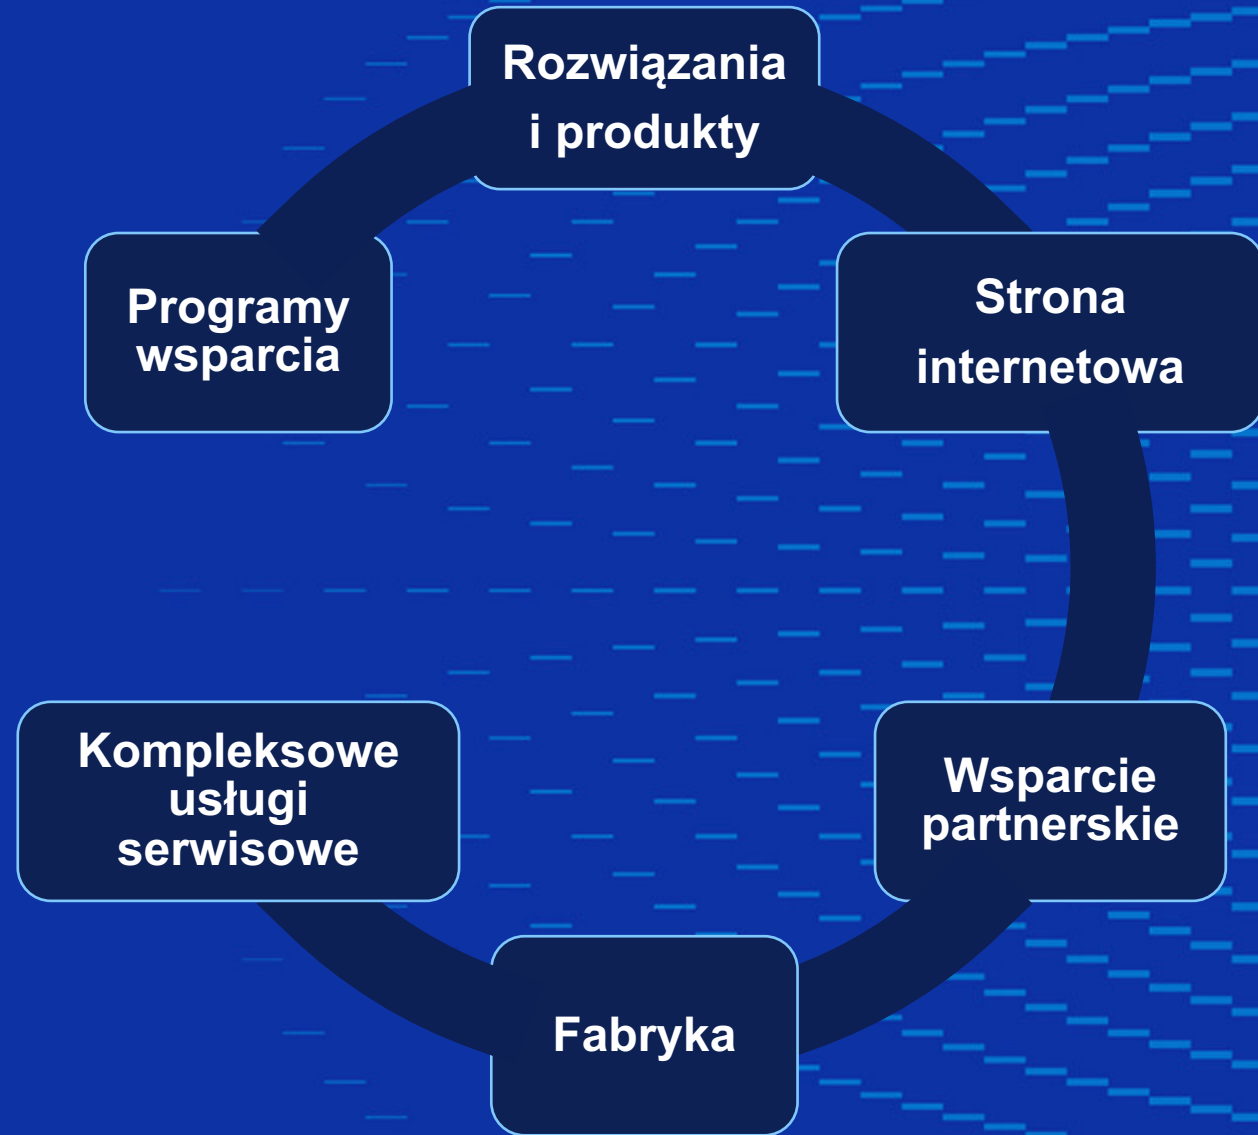 Rozwiązania
i produkty
Programy
wsparcia
Strona
internetowa
Kompleksowe
usługi
serwisowe
Wsparcie
partnerskie
Fabryka